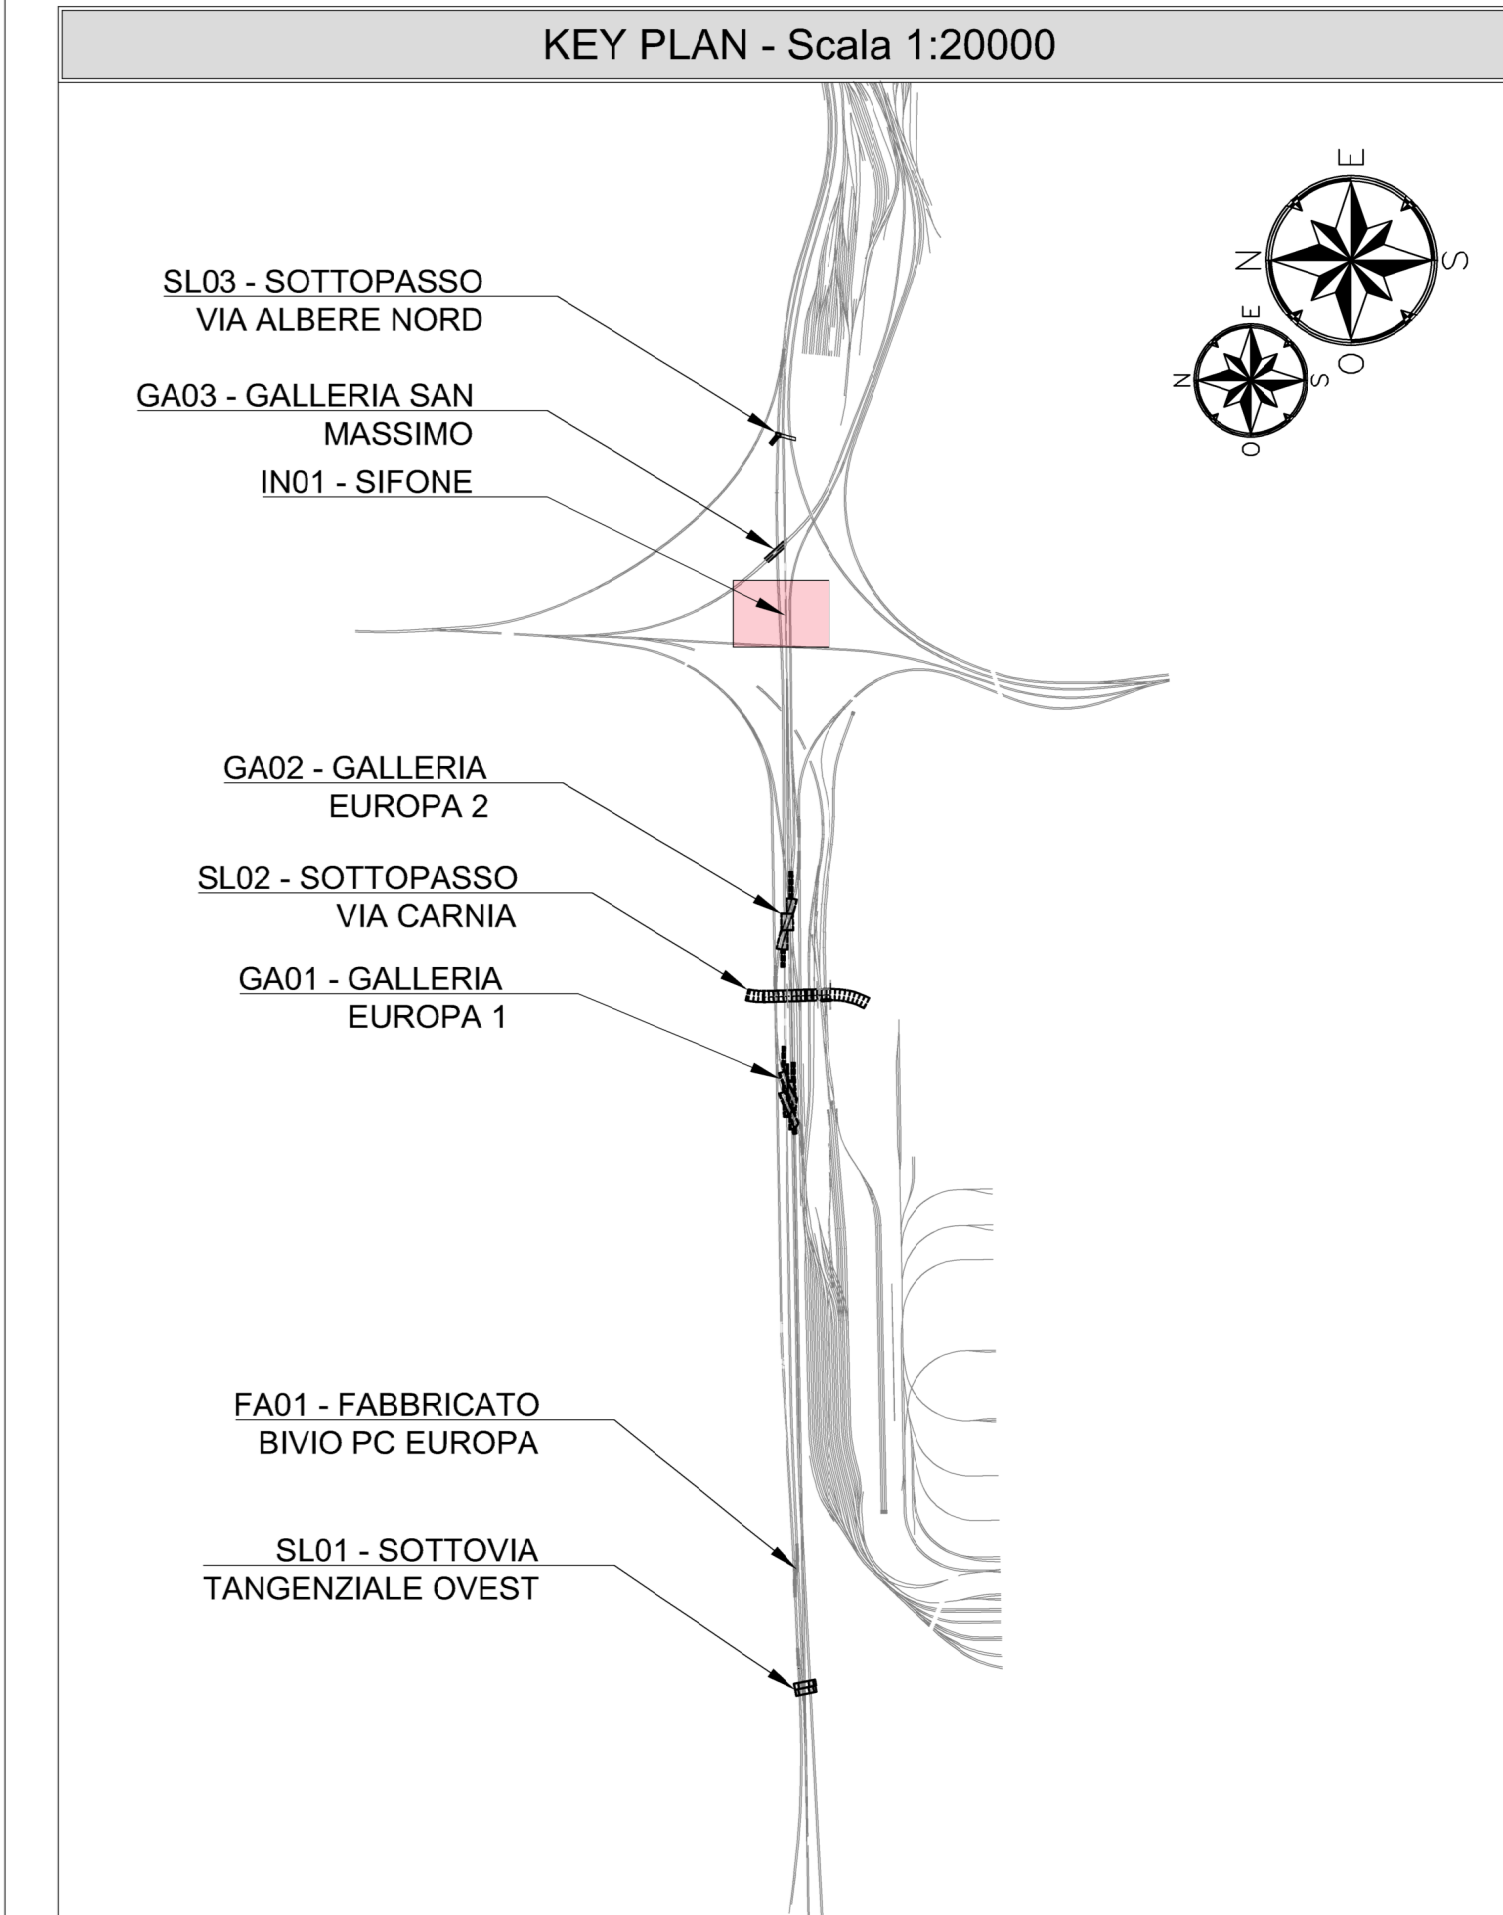 KEY PLAN - Scala 1:20000
E
N
S
O
E
N
S
O
SL03 - SOTTOPASSO
VIA ALBERE NORD
GA03 - GALLERIA SAN
MASSIMO
IN01 - SIFONE
GA02 - GALLERIA
EUROPA 2
SL02 - SOTTOPASSO
VIA CARNIA
GA01 - GALLERIA
EUROPA 1
FA01 - FABBRICATO
BIVIO PC EUROPA
SL01 - SOTTOVIA
TANGENZIALE OVEST